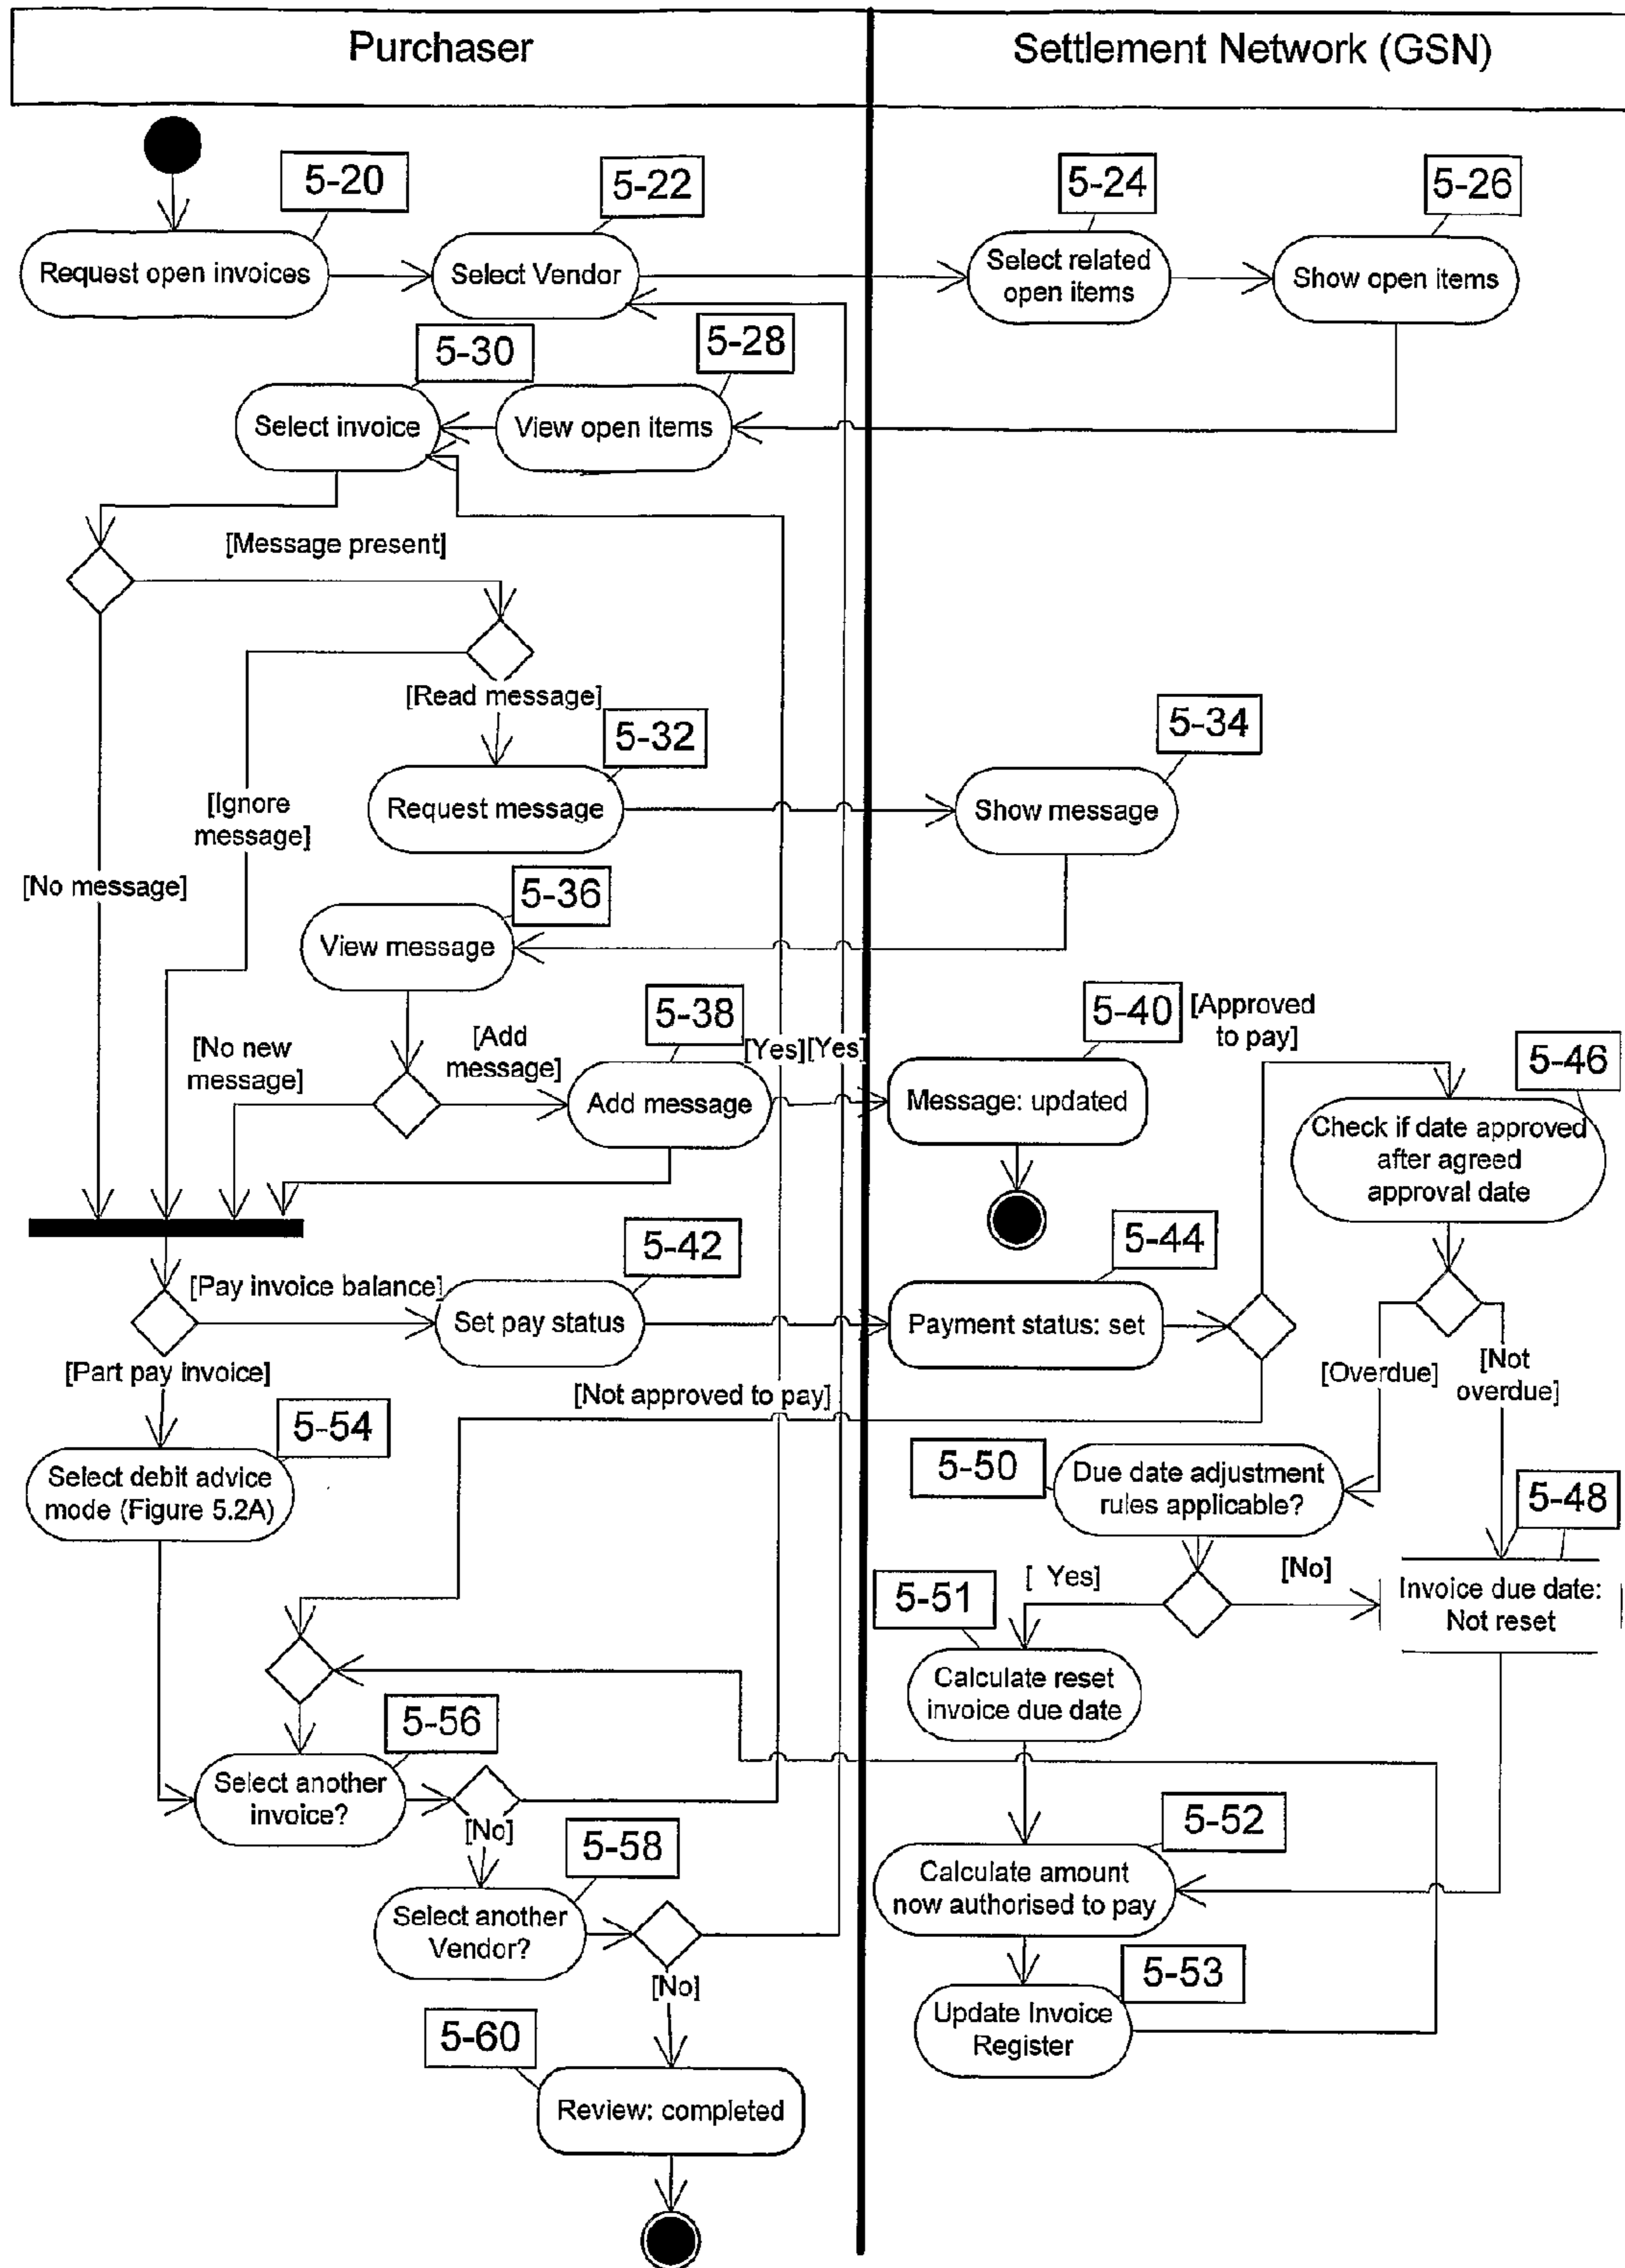 Purchaser
Settlement Network (GSN)
5-20
5-22
5-24
5-26
Request open invoices
Select Vendor
Select related
open items
Show open items
5-30
5-28
Select invoice
View open items
[Message present]
[Read message]
5-32
5-34
[Ignore
message]
Request message
Show message
[No message]
5-36
View message
5-38
5-40
[Approved
to pay]
[No new
message]
[Add
message]
[Yes]
[Yes]
5-46
Add message
Message: updated
Check if date approved
after agreed
approval date
5-42
5-44
[Pay invoice balance]
Set pay status
Payment status: set
[Part pay invoice]
[Not approved to pay]
[Overdue]
[Not
overdue]
5-54
Select debit advice
mode (Figure 5.2A)
5-50
Due date adjustment
rules applicable?
5-48
5-51
[ Yes]
[No]
Invoice due date:
Not reset
Calculate reset
invoice due date
5-56
Select another
invoice?
[No]
5-58
5-52
Calculate amount
now authorised to pay
Select another
Vendor?
[No]
5-53
Update Invoice
Register
5-60
Review: completed